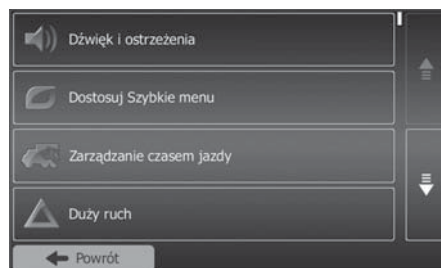 Dźwięk i ostrzeżenia
Dostosuj Szybkie menu
Zarządzanie czasem jazdy
Duży ruch
Powrót